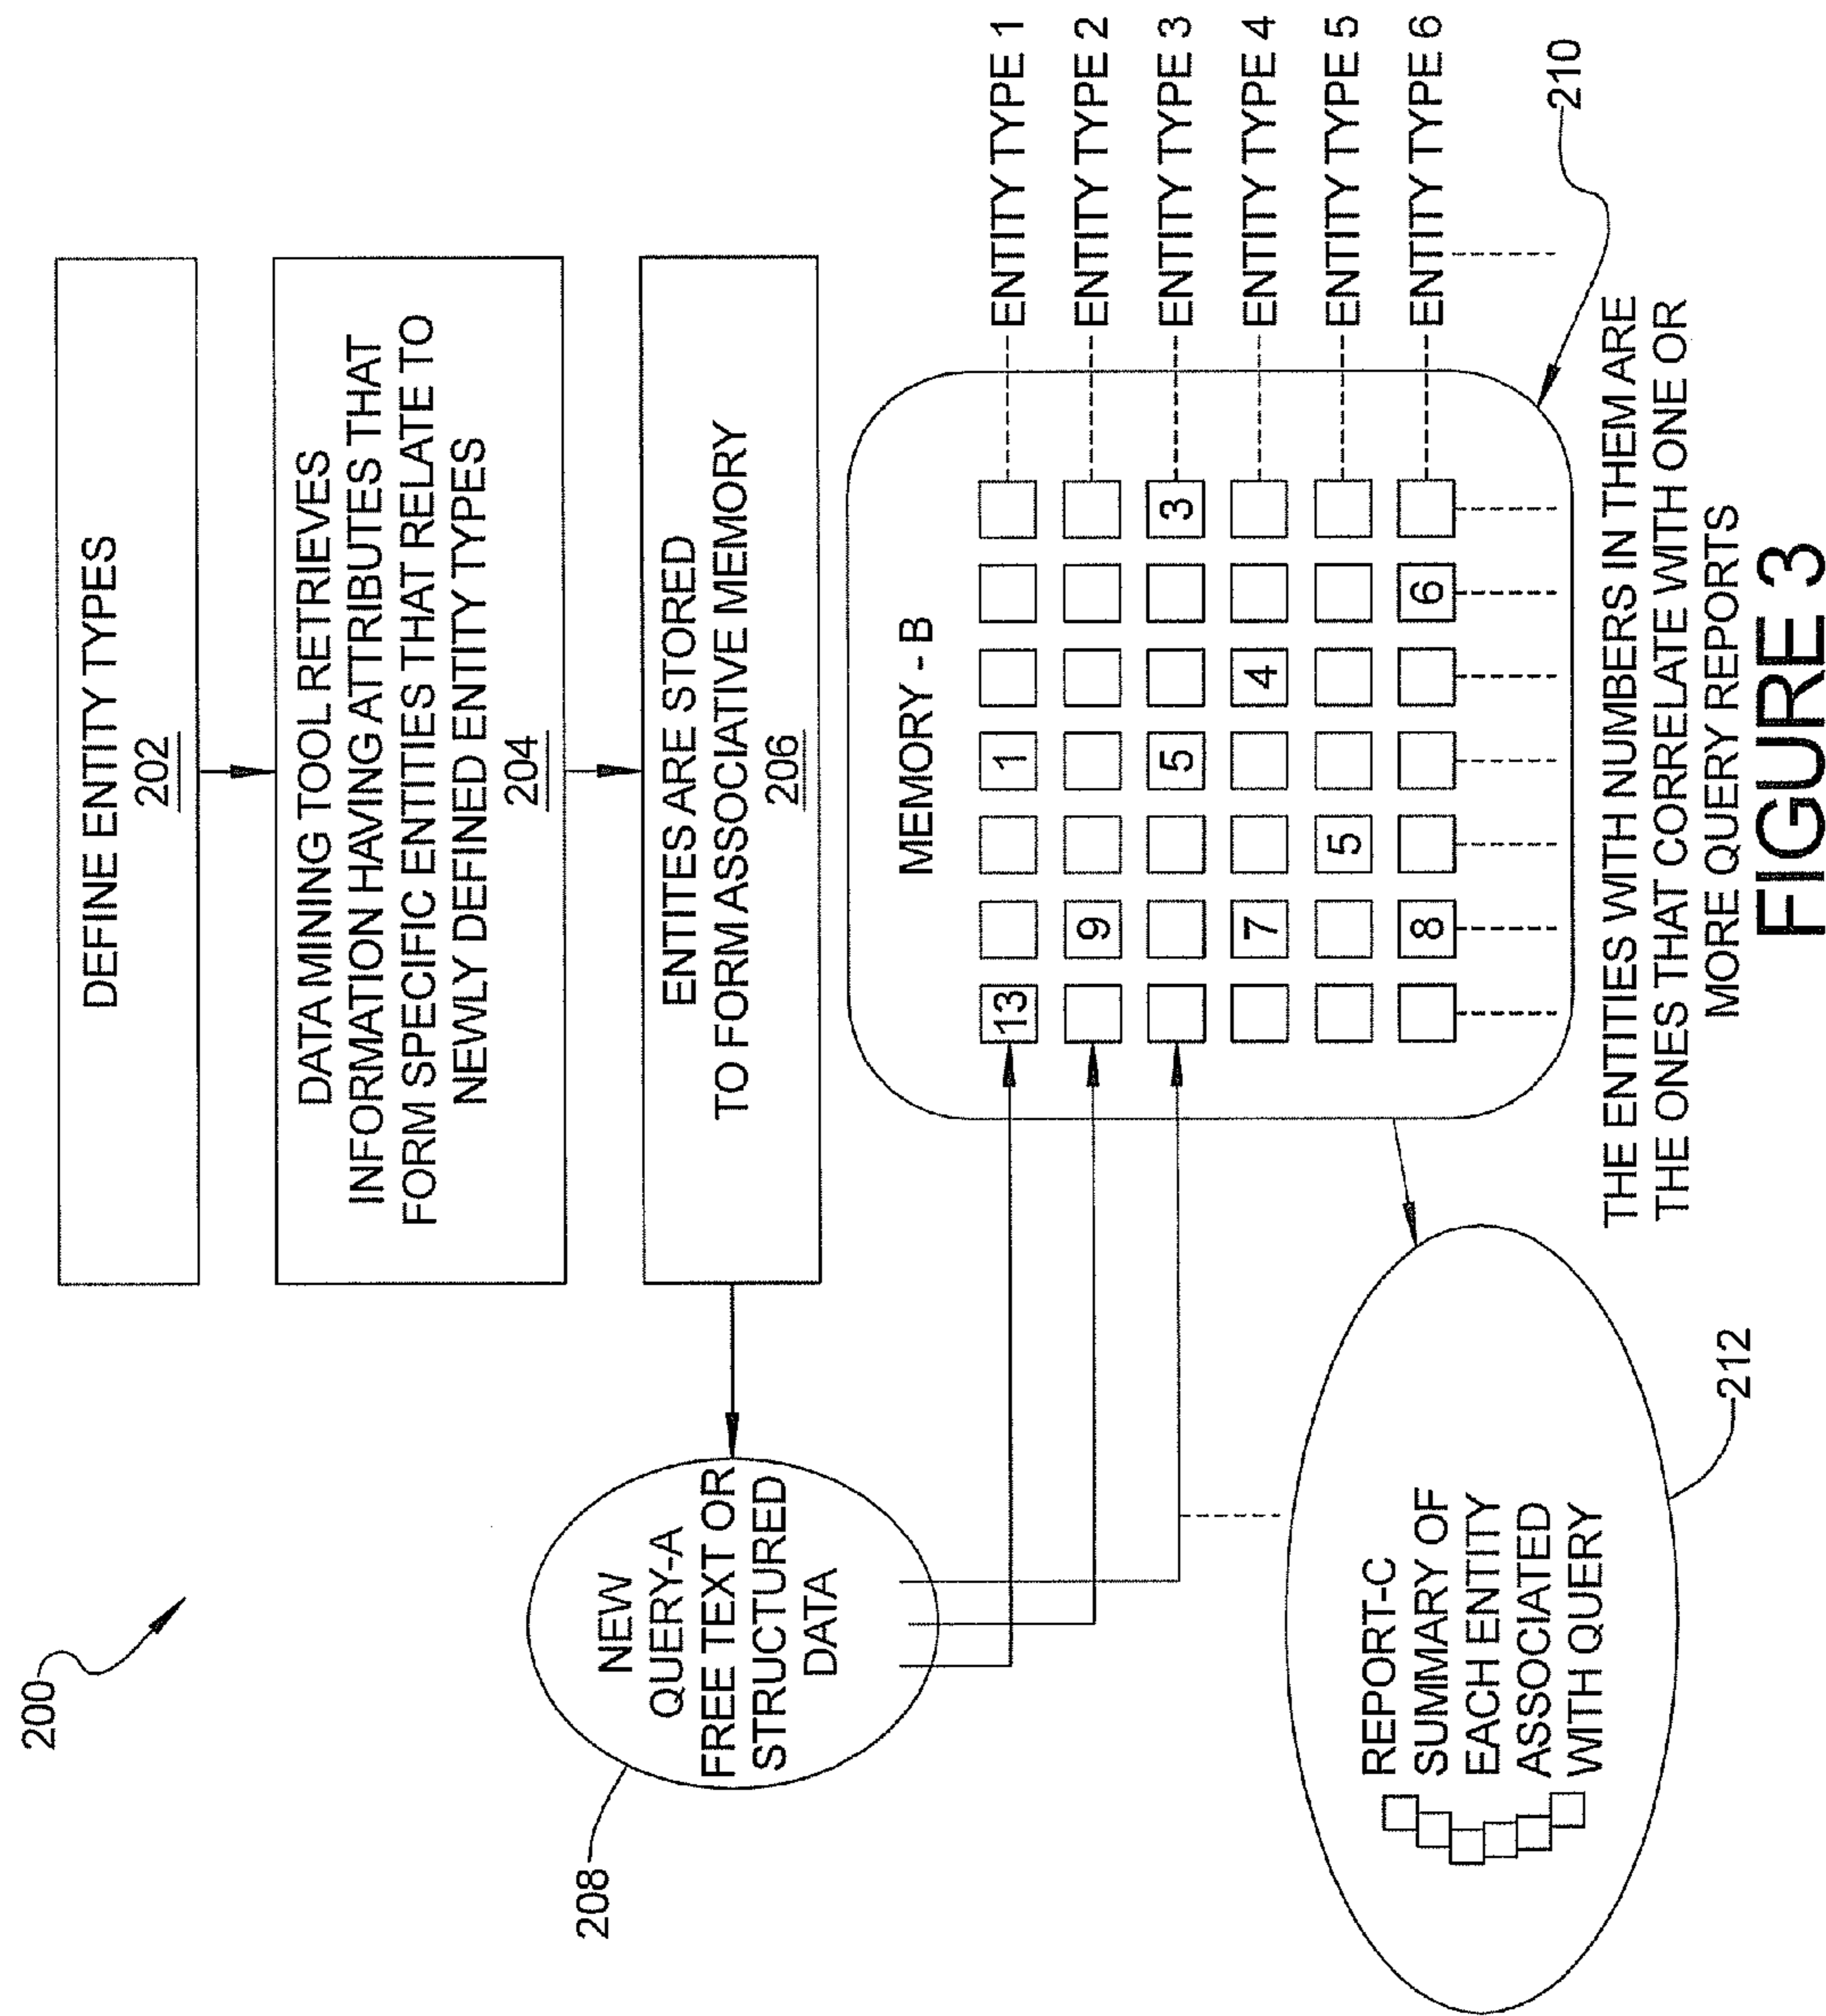 200
DEFINE ENTITY TYPES
202
DATA MINING TOOL RETRIEVES
INFORMATION HAVING ATTRIBUTES THAT
FORM SPECIFIC ENTITIES THAT RELATE TO
NEWLY DEFINED ENTITY TYPES
204
ENTITES ARE STORED
TO FORM ASSOCIATIVE MEMORY
206
208
NEW
QUERY-A
FREE TEXT OR
STRUCTURED
DATA
MEMORY - B
13 1 ENTITY TYPE 1
9 ENTITY TYPE 2
5 3 ENTITY TYPE 3
7 4 ENTITY TYPE 4
5 ENTITY TYPE 5
8 6 ENTITY TYPE 6
210
REPORT-C
SUMMARY OF
EACH ENTITY
ASSOCIATED
WITH QUERY
212
THE ENTITIES WITH NUMBERS IN THEM ARE
THE ONES THAT CORRELATE WITH ONE OR
MORE QUERY REPORTS
FIGURE 3